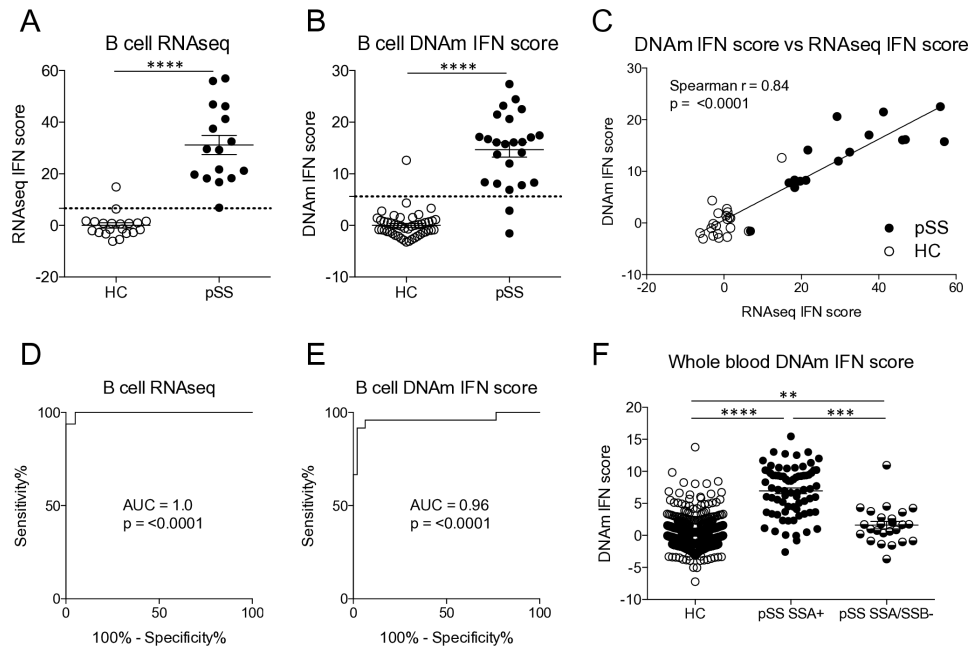 A
B cell RNAseq
****
RNAseq IFN score
60
40
20
0
-20
HC
pSS
B
B cell DNAm IFN score
****
DNAm IFN score
30
20
10
0
-10
HC
pSS
C
DNAm IFN score vs RNAseq IFN score
Spearman r = 0.84
p = <0.0001
DNAm IFN score
30
20
10
0
-10
pSS
HC
-20
0
20
40
60
RNAseq IFN score
D
B cell RNAseq
Sensitivity%
100
50
AUC = 1.0
p = <0.0001
0
50
100
100% - Specificity%
E
B cell DNAm IFN score
Sensitivity%
100
50
AUC = 0.96
p = <0.0001
0
50
100
100% - Specificity%
F
Whole blood DNAm IFN score
**
****
***
DNAm IFN score
20
15
10
5
0
-5
-10
HC
pSS SSA+
pSS SSA/SSB-